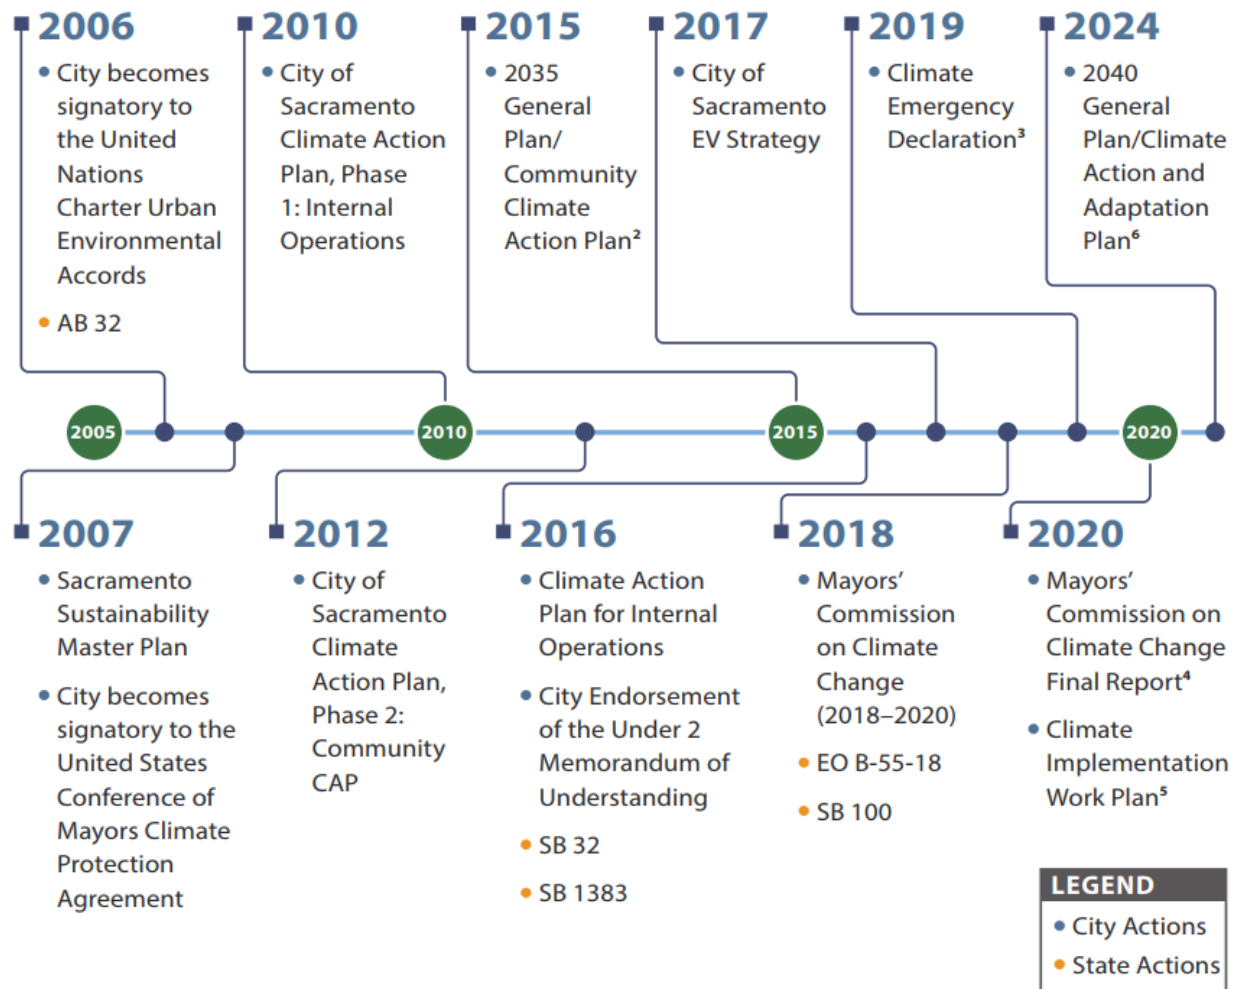 2006
City becomes
signatory to
the United
Nations
Charter Urban
Environmental
Accords
AB 32
2010
City of
Sacramento
Climate Action
Plan, Phase
1: Internal
Operations
2015
2035
General
Plan/
Community
Climate
Action Plan²
2017
City of
Sacramento
EV Strategy
2019
Climate
Emergency
Declaration³
2024
2040
General
Plan/Climate
Action and
Adaptation
Plan⁶
2005
2010
2015
2020
2007
Sacramento
Sustainability
Master Plan
City becomes
signatory to the
United States
Conference of
Mayors Climate
Protection
Agreement
2012
City of
Sacramento
Climate
Action Plan,
Phase 2:
Community
CAP
2016
Climate Action
Plan for Internal
Operations
City Endorsement
of the Under 2
Memorandum of
Understanding
SB 32
SB 1383
2018
Mayors’
Commission
on Climate
Change
(2018–2020)
EO B-55-18
SB 100
2020
Mayors’
Commission on
Climate Change
Final Report⁴
Climate
Implementation
Work Plan⁵
LEGEND
City Actions
State Actions